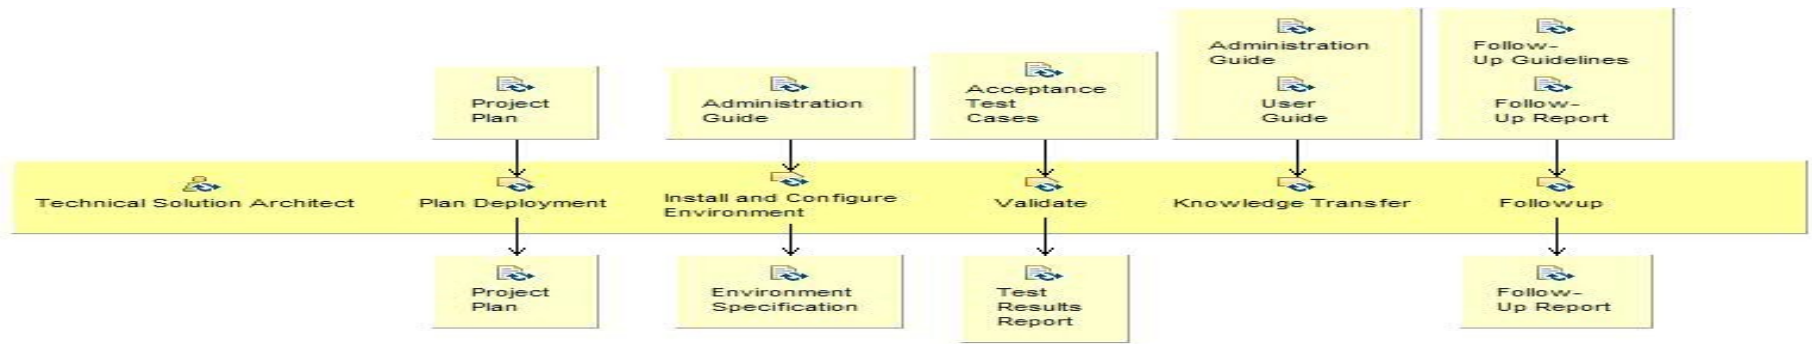 Project
Plan
Administration
Guide
Acceptance
Test
Cases
Administration
Guide
User
Guide
Follow-
Up Guidelines
Follow-
Up Report
Technical Solution Architect
Plan Deployment
Install and Configure
Environment
Validate
Knowledge Transfer
Followup
Project
Plan
Environment
Specification
Test
Results
Report
Follow-
Up Report